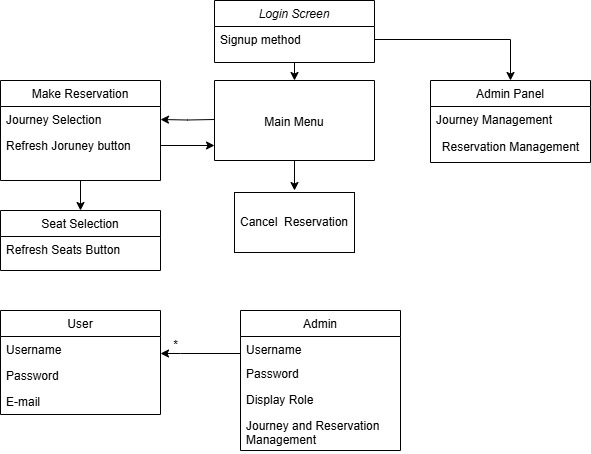 Login Screen
Signup method
Make Reservation
Journey Selection
Refresh Joruney button
Main Menu
Admin Panel
Journey Management
Reservation Management
Seat Selection
Refresh Seats Button
Cancel  Reservation
User
Username
Password
E-mail
*
Admin
Username
Password
Display Role
Journey and Reservation
Management